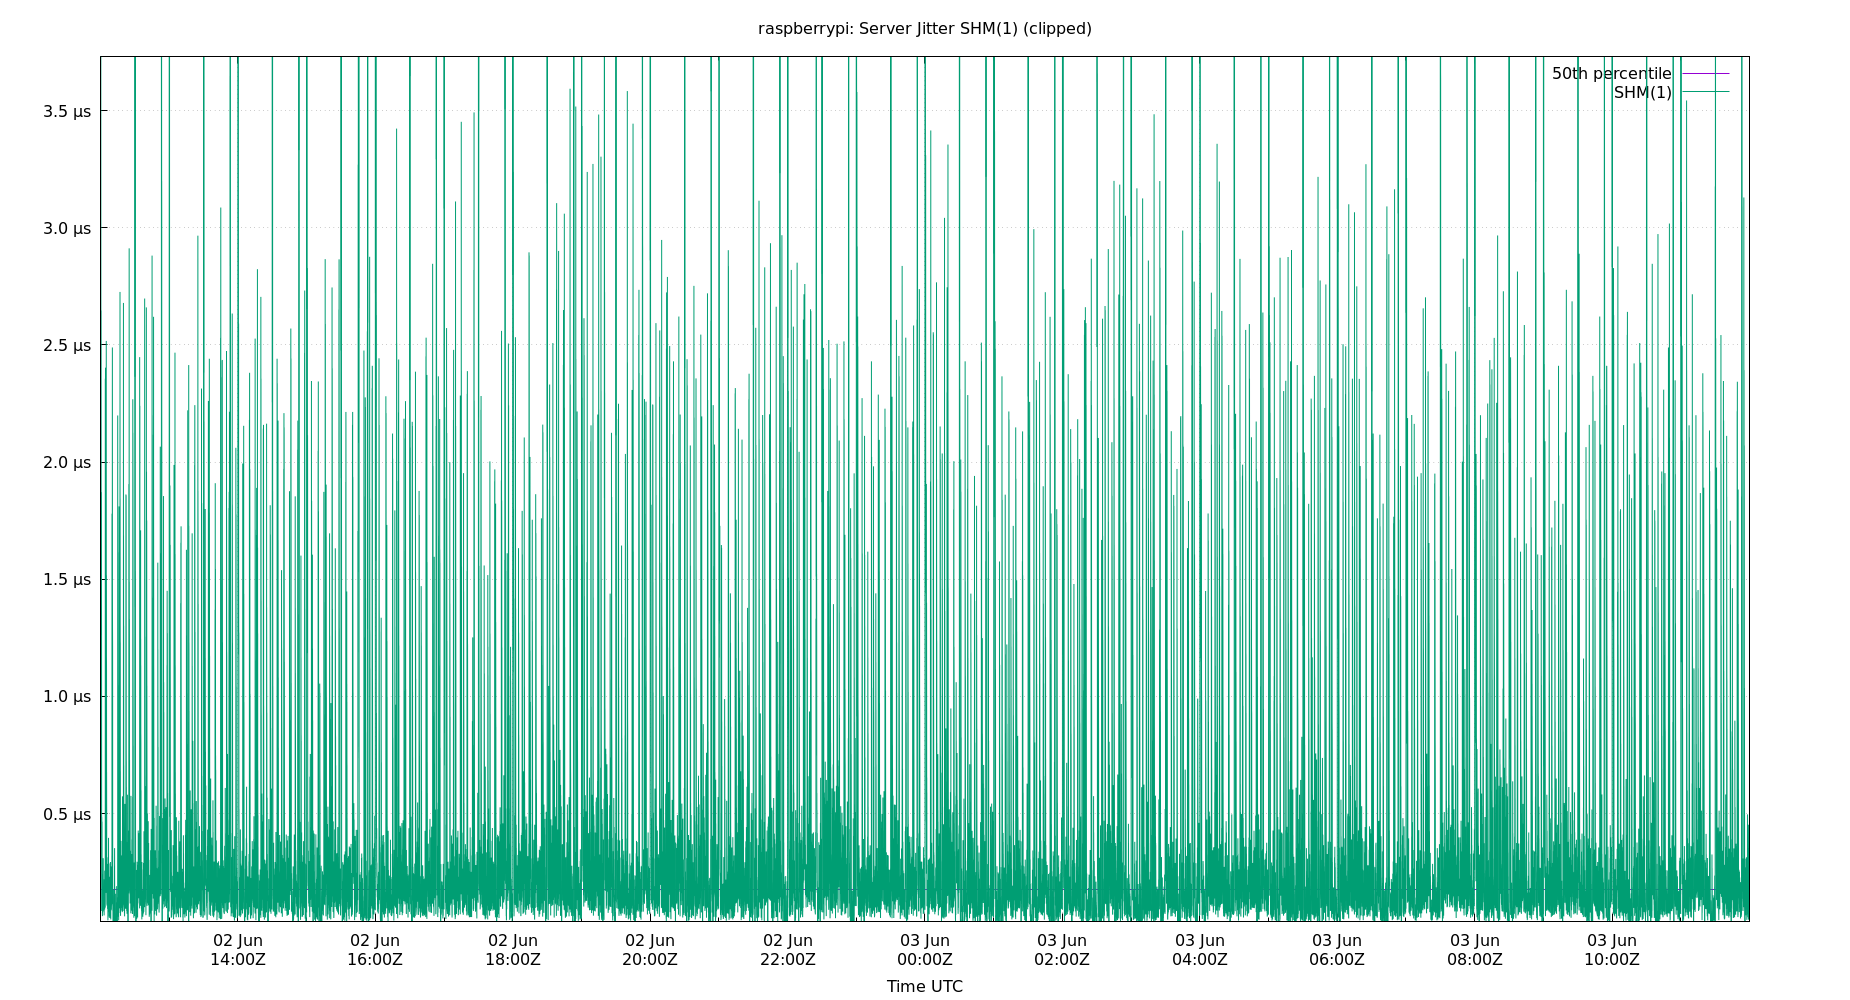 raspberrypi: Server Jitter SHM(1) (clipped)
50th percentile
SHM(1)
3.5 µs
3.0 µs
2.5 µs
2.0 µs
1.5 µs
1.0 µs
0.5 µs
02 Jun 02 Jun 02 Jun 02 Jun 02 Jun 03 Jun 03 Jun 03 Jun 03 Jun 03 Jun 03 Jun
14:00Z 16:00Z 18:00Z 20:00Z 22:00Z 00:00Z 02:00Z 04:00Z 06:00Z 08:00Z 10:00Z
Time UTC